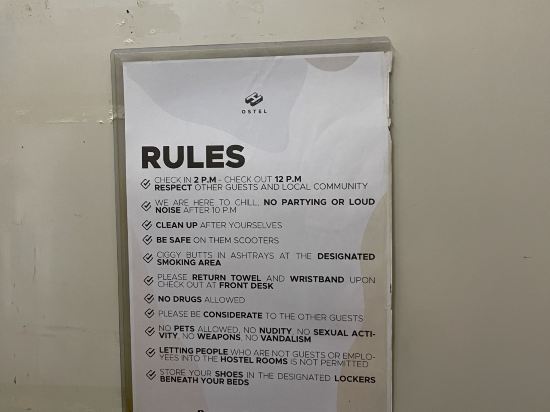 OSTEL
RULES
CHECK IN 2 P.M - CHECK OUT 12 P.M
RESPECT OTHER GUESTS AND LOCAL COMMUNITY
WE ARE HERE TO CHILL, NO PARTYING OR LOUD
NOISE AFTER 10 P.M
CLEAN UP AFTER YOURSELVES
BE SAFE ON THEM SCOOTERS
CIGGY BUTTS IN ASHTRAYS AT THE DESIGNATED
SMOKING AREA
PLEASE RETURN TOWEL AND WRISTBAND UPON
CHECK OUT AT FRONT DESK
NO DRUGS ALLOWED
PLEASE BE CONSIDERATE TO THE OTHER GUESTS
NO PETS ALLOWED, NO NUDITY, NO SEXUAL ACTI-
VITY, NO WEAPONS, NO VANDALISM
LETTING PEOPLE WHO ARE NOT GUESTS OR EMPLO-
YEES INTO THE HOSTEL ROOMS IS NOT PERMITTED
STORE YOUR SHOES IN THE DESIGNATED LOCKERS
BENEATH YOUR BEDS